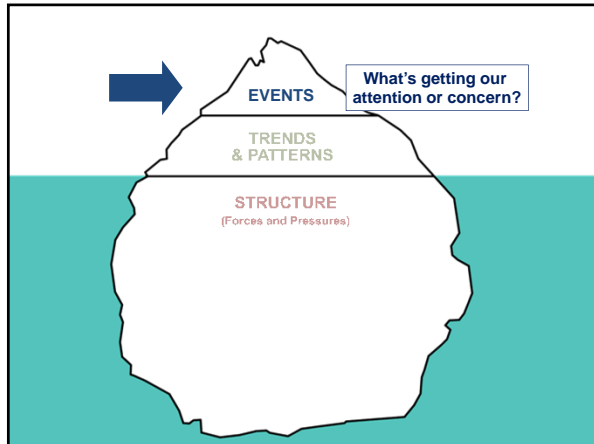 What's getting our
attention or concern?
EVENTS
TRENDS
& PATTERNS
STRUCTURE
(Forces and Pressures)